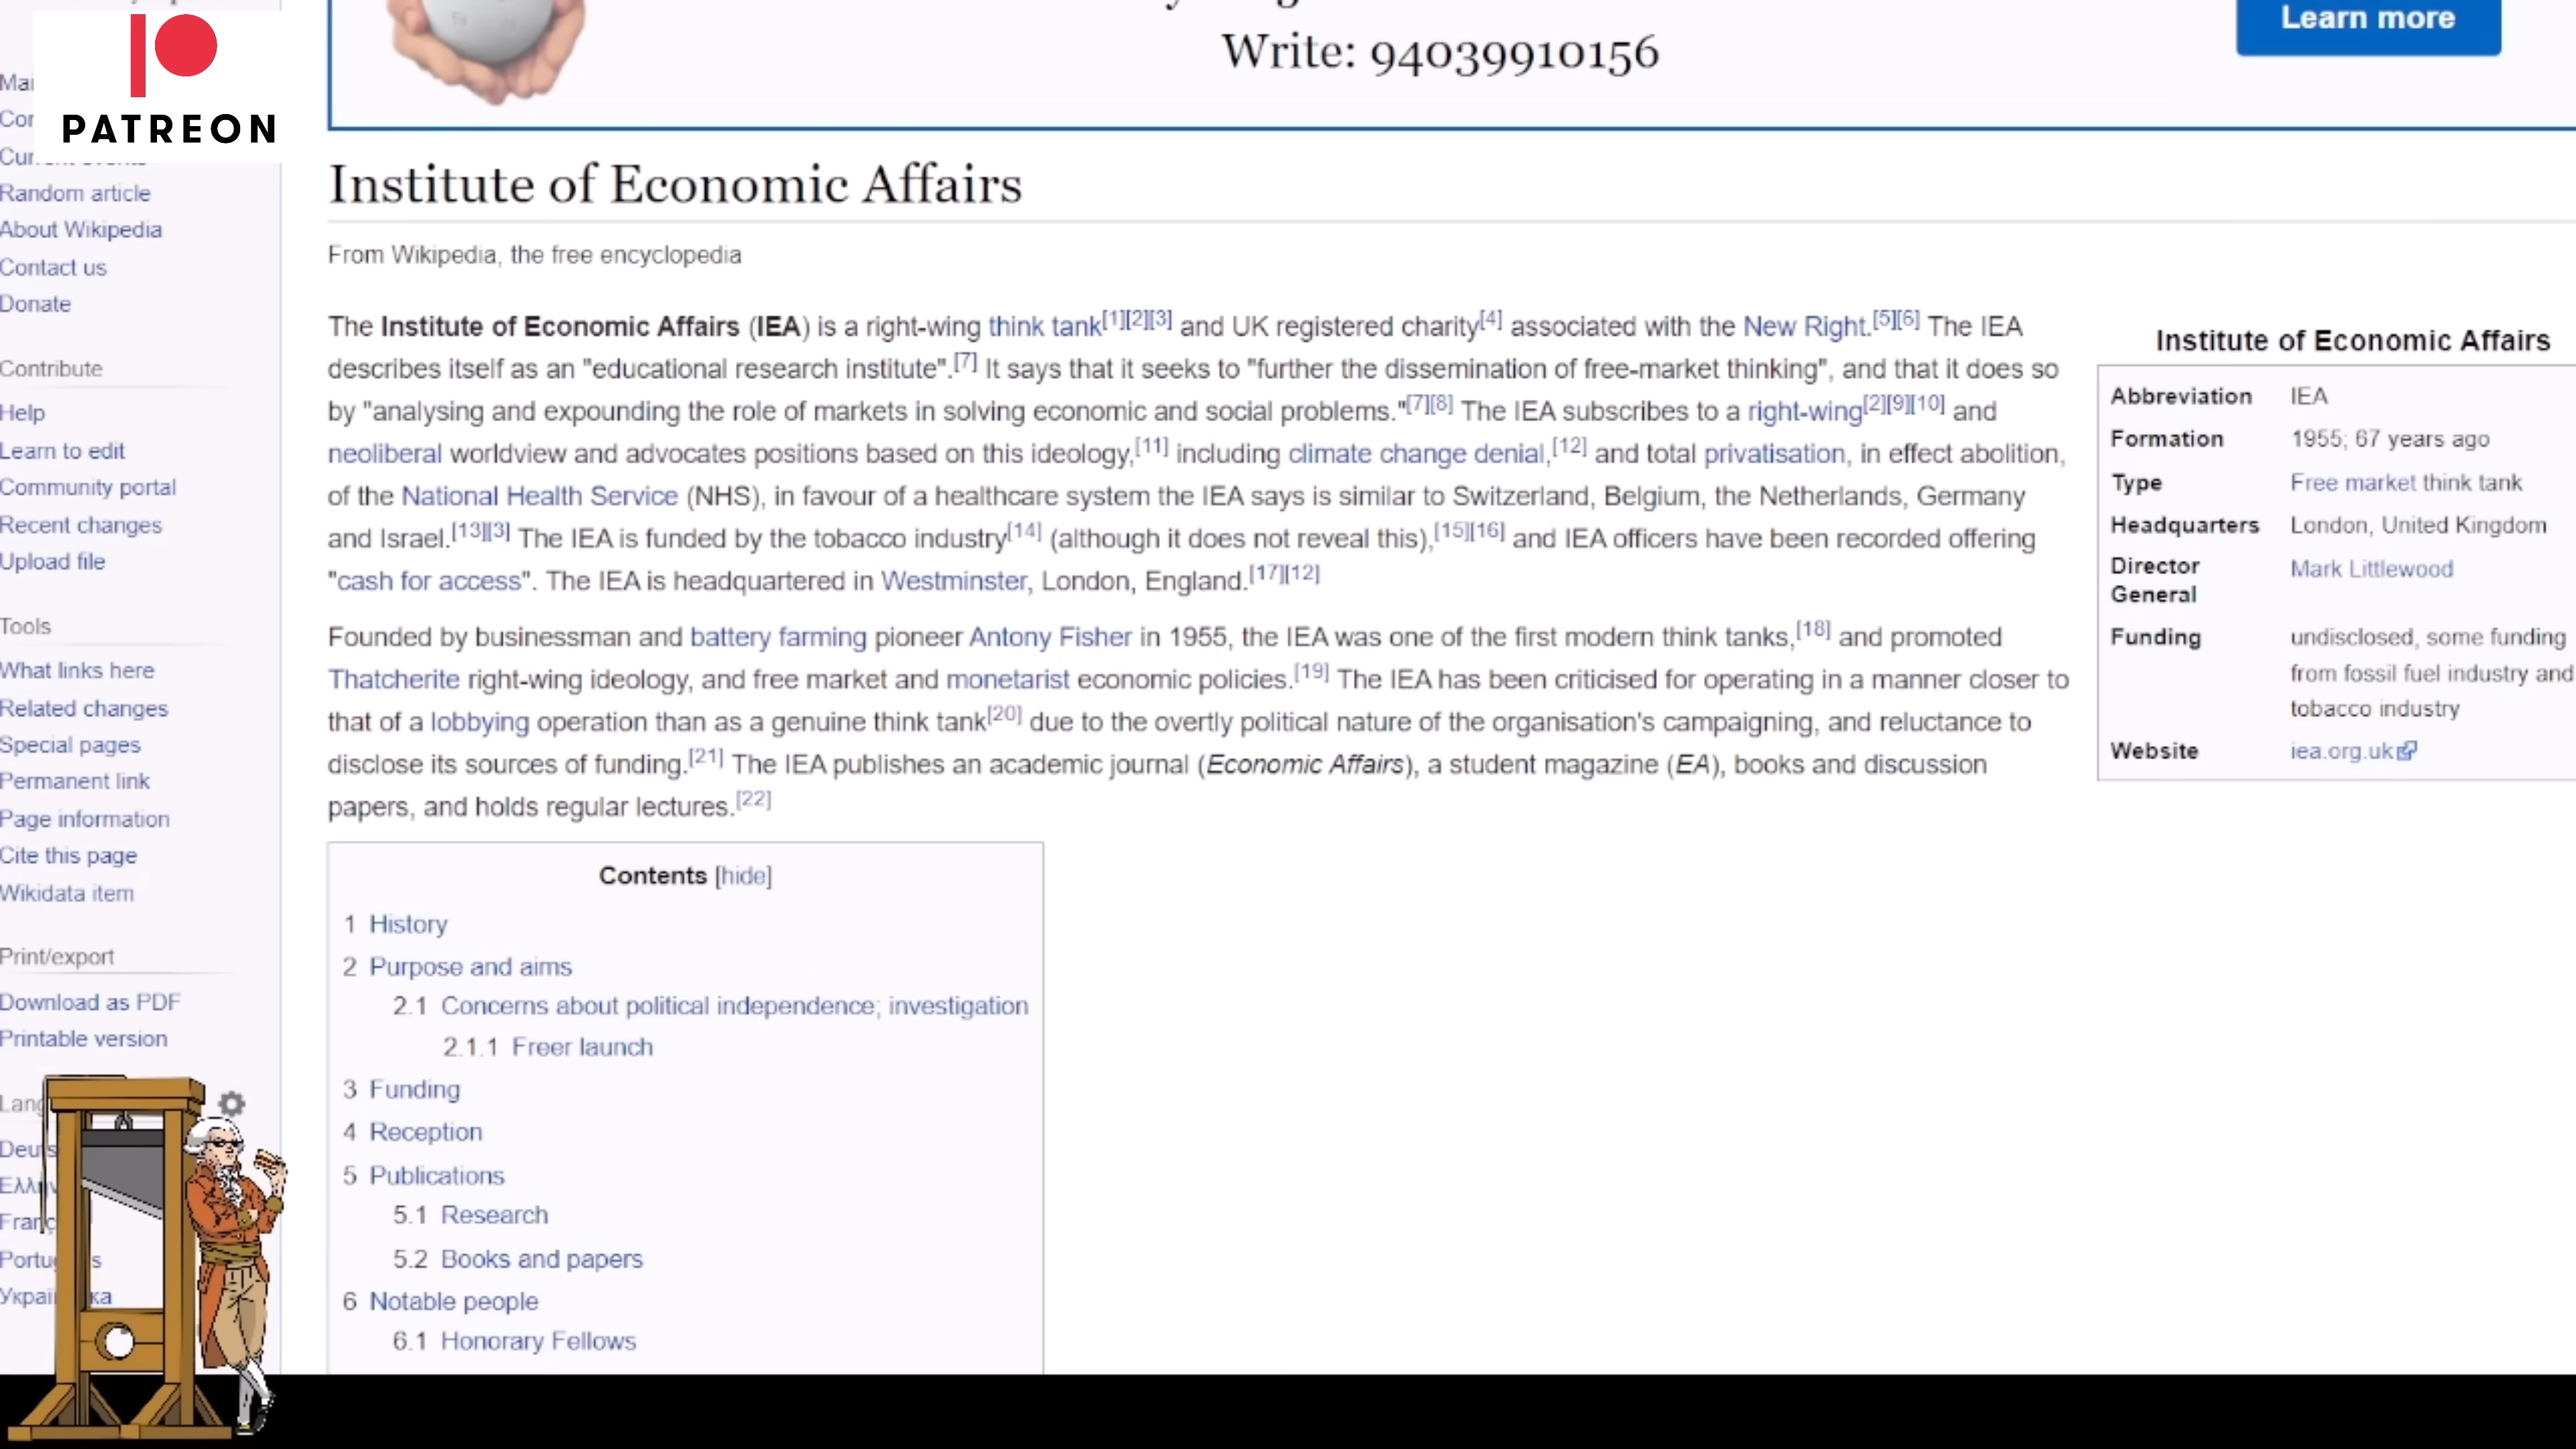 Learn more
Write: 94039910156
PATREON
Random article
About Wikipedia
Contact us
Donate
Contribute
Help
Learn to edit
Community portal
Recent changes
Upload file
Tools
What links here
Related changes
Special pages
Permanent link
Page information
Cite this page
Wikidata item
Print/export
Download as PDF
Printable version
Institute of Economic Affairs
From Wikipedia, the free encyclopedia
The Institute of Economic Affairs (IEA) is a right-wing think tank[1][2][3] and UK registered charity[4] associated with the New Right.[5][6] The IEA
describes itself as an "educational research institute".[7] It says that it seeks to "further the dissemination of free-market thinking", and that it does so
by "analysing and expounding the role of markets in solving economic and social problems."[7][8] The IEA subscribes to a right-wing[2][9][10] and
neoliberal worldview and advocates positions based on this ideology,[11] including climate change denial,[12] and total privatisation, in effect abolition,
of the National Health Service (NHS), in favour of a healthcare system the IEA says is similar to Switzerland, Belgium, the Netherlands, Germany
and Israel.[13][3] The IEA is funded by the tobacco industry[14] (although it does not reveal this),[15][16] and IEA officers have been recorded offering
"cash for access". The IEA is headquartered in Westminster, London, England.[17][12]
Founded by businessman and battery farming pioneer Antony Fisher in 1955, the IEA was one of the first modern think tanks,[18] and promoted
Thatcherite right-wing ideology, and free market and monetarist economic policies.[19] The IEA has been criticised for operating in a manner closer to
that of a lobbying operation than as a genuine think tank[20] due to the overtly political nature of the organisation's campaigning, and reluctance to
disclose its sources of funding.[21] The IEA publishes an academic journal (Economic Affairs), a student magazine (EA), books and discussion
papers, and holds regular lectures.[22]
Institute of Economic Affairs
Abbreviation IEA
Formation 1955; 67 years ago
Type Free market think tank
Headquarters London, United Kingdom
Director General Mark Littlewood
Funding undisclosed, some funding
from fossil fuel industry and
tobacco industry
Website iea.org.uk
Contents [hide]
1 History
2 Purpose and aims
2.1 Concerns about political independence; investigation
2.1.1 Freer launch
3 Funding
4 Reception
5 Publications
5.1 Research
5.2 Books and papers
6 Notable people
6.1 Honorary Fellows